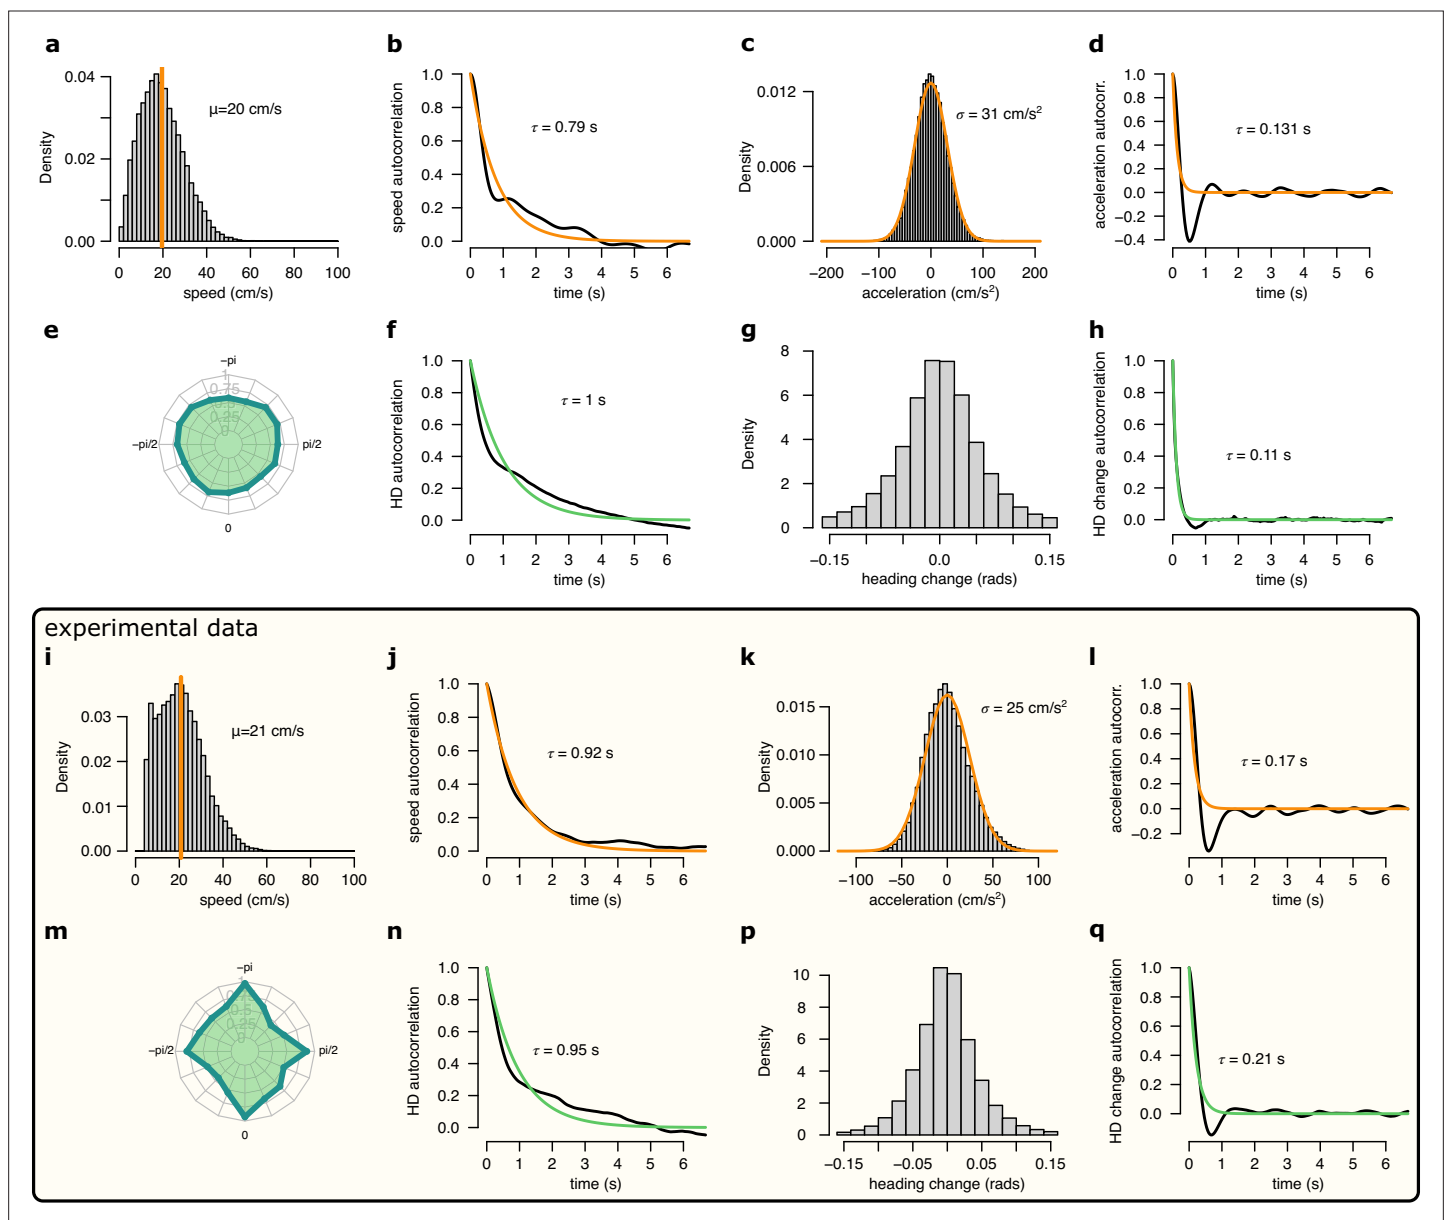 a
0.04
0.02
0.00
Density
μ=20 cm/s
0 20 40 60 80 100
speed (cm/s)
b
1.0
0.8
0.6
0.4
0.2
0.0
speed autocorrelation
τ = 0.79 s
0 1 2 3 4 5 6
time (s)
c
0.012
0.006
0.000
Density
σ = 31 cm/s²
−200 −100 0 100 200
acceleration (cm/s²)
d
1.0
0.8
0.6
0.4
0.2
0.0
−0.2
−0.4
acceleration autocorr.
τ = 0.131
0 1 2 3 4 5 6
time (s)
e
−pi
1
0.75
0.25
0
−pi/2
pi/2
0
f
1.0
0.8
0.6
0.4
0.2
0.0
HD autocorrelation
τ = 1 s
0 1 2 3 4 5 6
time (s)
g
8
6
4
2
0
Density
−0.15 0.0 0.15
heading change (rads)
h
1.0
0.8
0.6
0.4
0.2
0.0
HD change autocorrelation
τ = 0.11 s
0 1 2 3 4 5 6
time (s)
experimental data
i
0.03
0.02
0.01
0.00
Density
μ=21 cm/s
0 20 40 60 80 100
speed (cm/s)
j
1.0
0.8
0.6
0.4
0.2
0.0
speed autocorrelation
τ = 0.92 s
0 1 2 3 4 5 6
time (s)
k
0.015
0.010
0.005
0.000
Density
σ = 25 cm/s²
−100 −50 0 50 100
acceleration (cm/s²)
l
1.0
0.8
0.6
0.4
0.2
0.0
−0.2
acceleration autocorr.
τ = 0.17 s
0 1 2 3 4 5 6
time (s)
m
−pi
0.25
0
−pi/2
pi/2
0
n
1.0
0.8
0.6
0.4
0.2
0.0
HD autocorrelation
τ = 0.95 s
0 1 2 3 4 5 6
time (s)
p
10
8
6
4
2
0
Density
−0.15 −0.05 0.05 0.15
heading change (rads)
q
1.0
0.8
0.6
0.4
0.2
0.0
HD change autocorrelation
τ = 0.21 s
0 1 2 3 4 5 6
time (s)